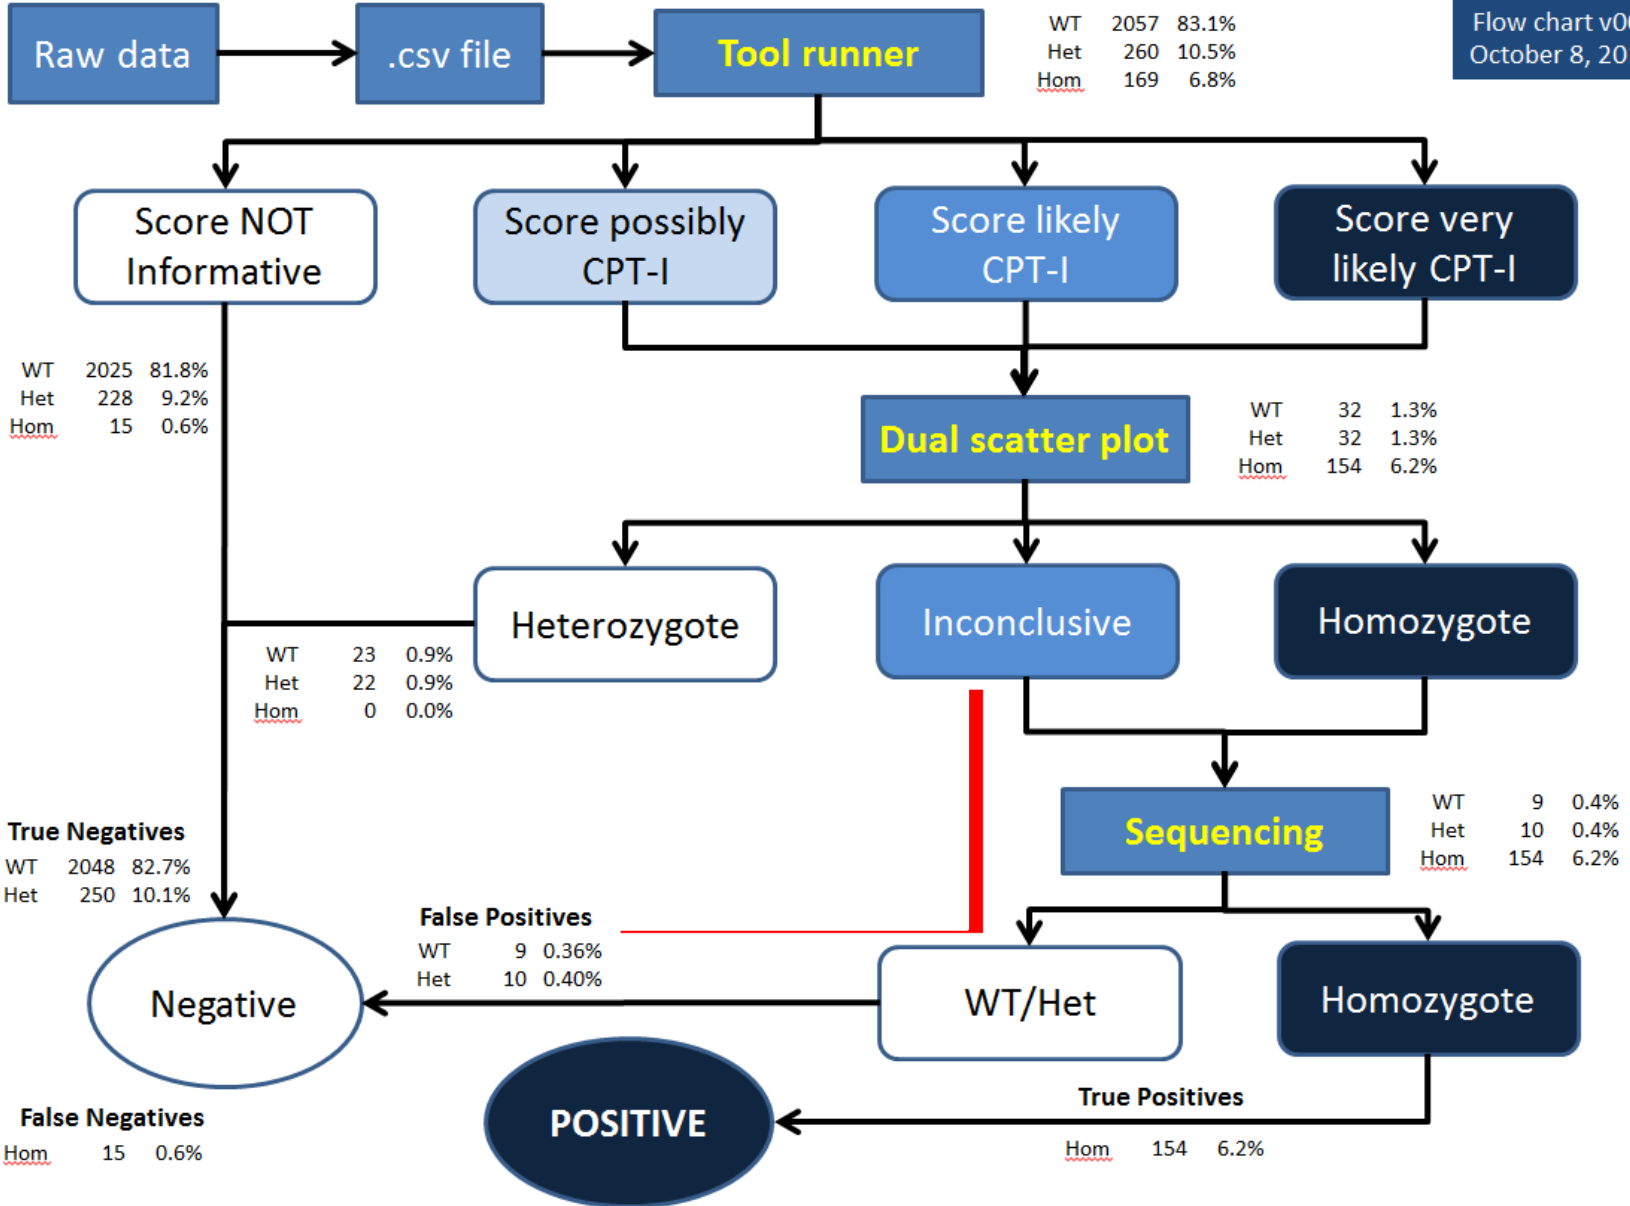 Raw data
.csv file
Tool runner
WT 2057 83.1%
Het 260 10.5%
Hom 169 6.8%
Flow chart
October 8,
Score NOT
Informative
Score possibly
CPT-I
Score likely
CPT-I
Score very
likely CPT-I
WT 2025 81.8%
Het 228 9.2%
Hom 15 0.6%
Dual scatter plot
WT 32 1.3%
Het 32 1.3%
Hom 154 6.2%
Heterozygote
Inconclusive
Homozygote
WT 23 0.9%
Het 22 0.9%
Hom 0 0.0%
Sequencing
WT 9 0.4%
Het 10 0.4%
Hom 154 6.2%
True Negatives
WT 2048 82.7%
Het 250 10.1%
False Positives
WT 9 0.36%
Het 10 0.40%
Negative
WT/Het
Homozygote
POSITIVE
True Positives
Hom 154 6.2%
False Negatives
Hom 15 0.6%